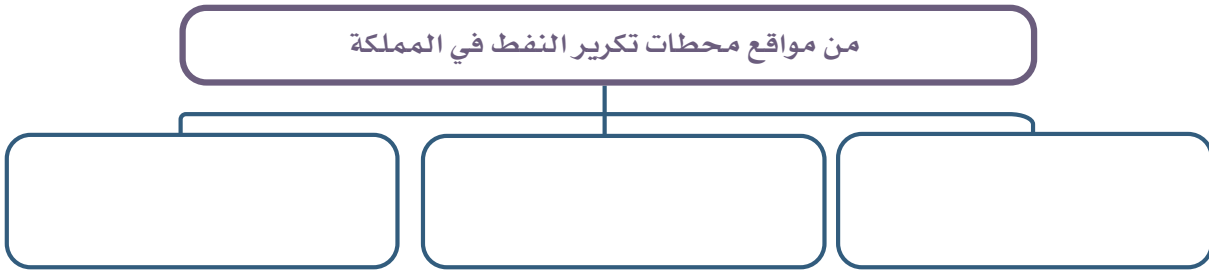 من مواقع محطات تكرير النفط في المملكة